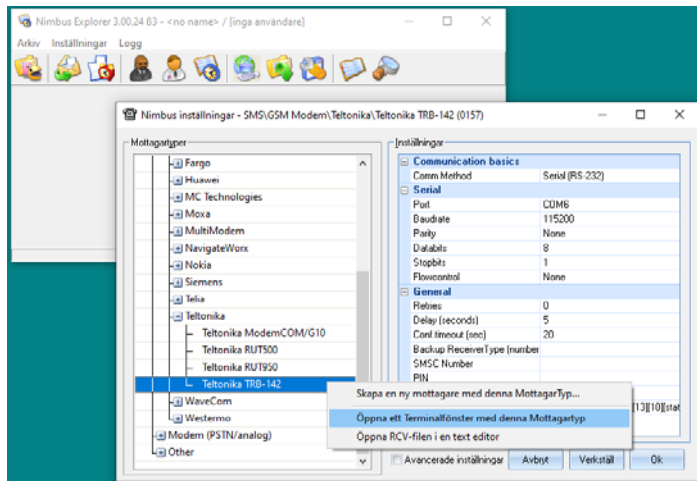 Nimbus Explorer 3.00.24 B3 - <no name> / [inga användare]
Arkiv Inställningar Logg
Nimbus inställningar - SMS\GSM Modem\Teltonika\Teltonika TRB-142 (0157)
Mottagartyper
Fargo
Huawei
MC Technologies
Moxa
MultiModem
NavigateWorx
Nokia
Siemens
Telia
Teltonika
Teltonika ModemCOM/G10
Teltonika RUT500
Teltonika RUT950
Teltonika TRB-142
WaveCom
Westermo
Modem (PSTN/analog)
Other
Inställningar
Communication basics
Comm Method Serial (RS-232)
Serial
Port COM6
Baudrate 115200
Parity None
Databits 8
Stopbits 1
Flowcontrol None
General
Retries 0
Delay (seconds) 5
Conf.timeout (sec) 20
Backup ReceiverType (number
SMSC Number
PIN
[13][10][stat
Skapa en ny mottagare med denna MottagarTyp...
Öppna ett Terminalfönster med denna Mottagartyp
Öppna RCV-filen i en text editor
Avancerade inställningar Avbryt Verkställ Ok